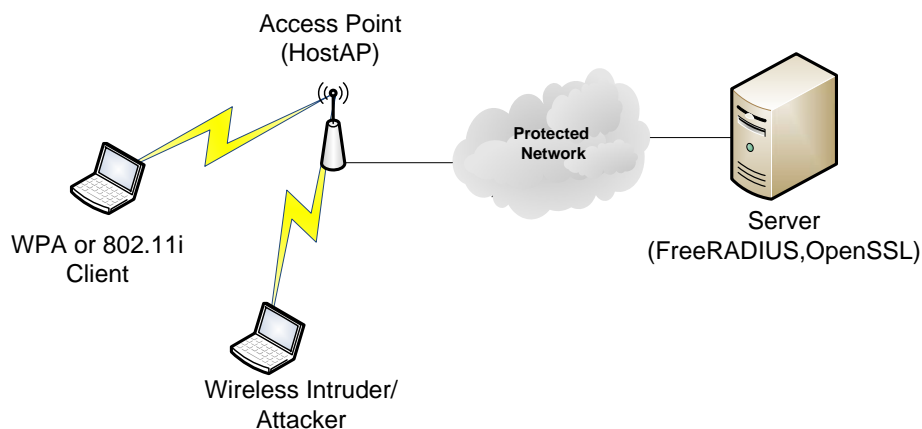 Access Point
(HostAP)
Protected
Network
WPA or 802.11i
Client
Server
(FreeRADIUS,OpenSSL)
Wireless Intruder/
Attacker